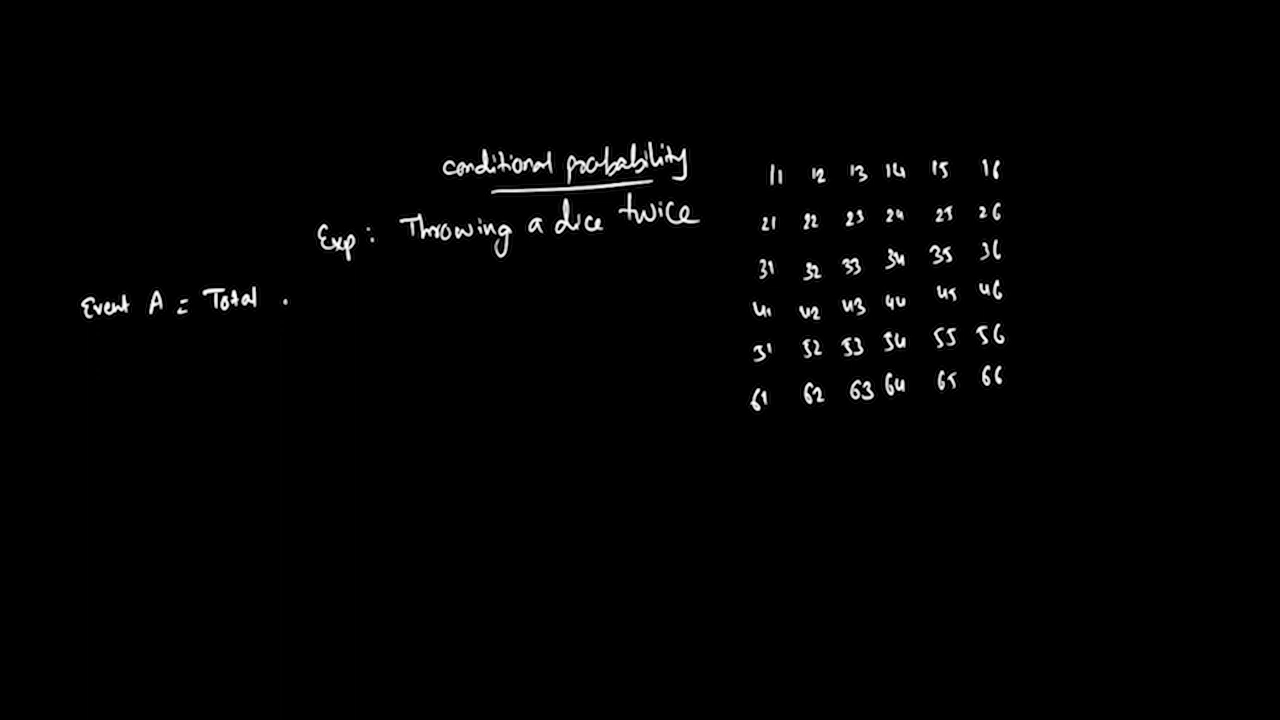 conditional probability
Exp: Throwing a dice twice
Event A = Total .
11 12 13 14 15 16
21 22 23 24 25 26
31 32 33 34 35 36
41 42 43 44 45 46
51 52 53 54 55 56
61 62 63 64 65 66